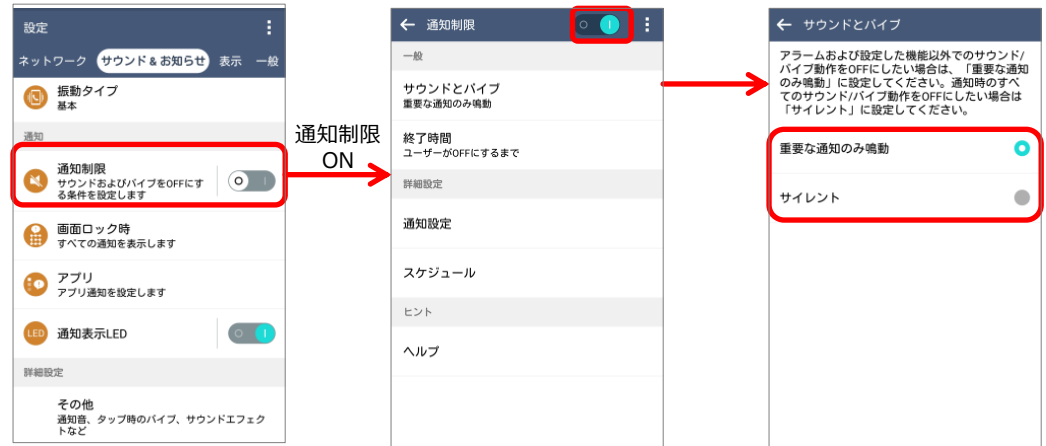 設定
ネットワーク サウンド & お知らせ 表示 一般
振動タイプ
基本
通知
通知制限
サウンドおよびバイブをOFFにす
る条件を設定します
画面ロック時
すべての通知を表示します
アプリ
アプリ通知を設定します
LED
通知表示LED
詳細設定
その他
通知音、タップ時のバイブ、サウンドエフェク
トなど
通知制限
ON
通知制限
一般
サウンドとバイブ
重要な通知のみ鳴動
終了時間
ユーザーがOFFにするまで
詳細設定
通知設定
スケジュール
ヒント
ヘルプ
サウンドとバイブ
アラームおよび設定した機能以外でのサウンド/
バイブ動作をOFFにしたい場合は、「重要な通知
のみ鳴動」に設定してください。通知時のすべ
てのサウンド/バイブ動作をOFFにしたい場合は
「サイレント」に設定してください。
重要な通知のみ鳴動
サイレント